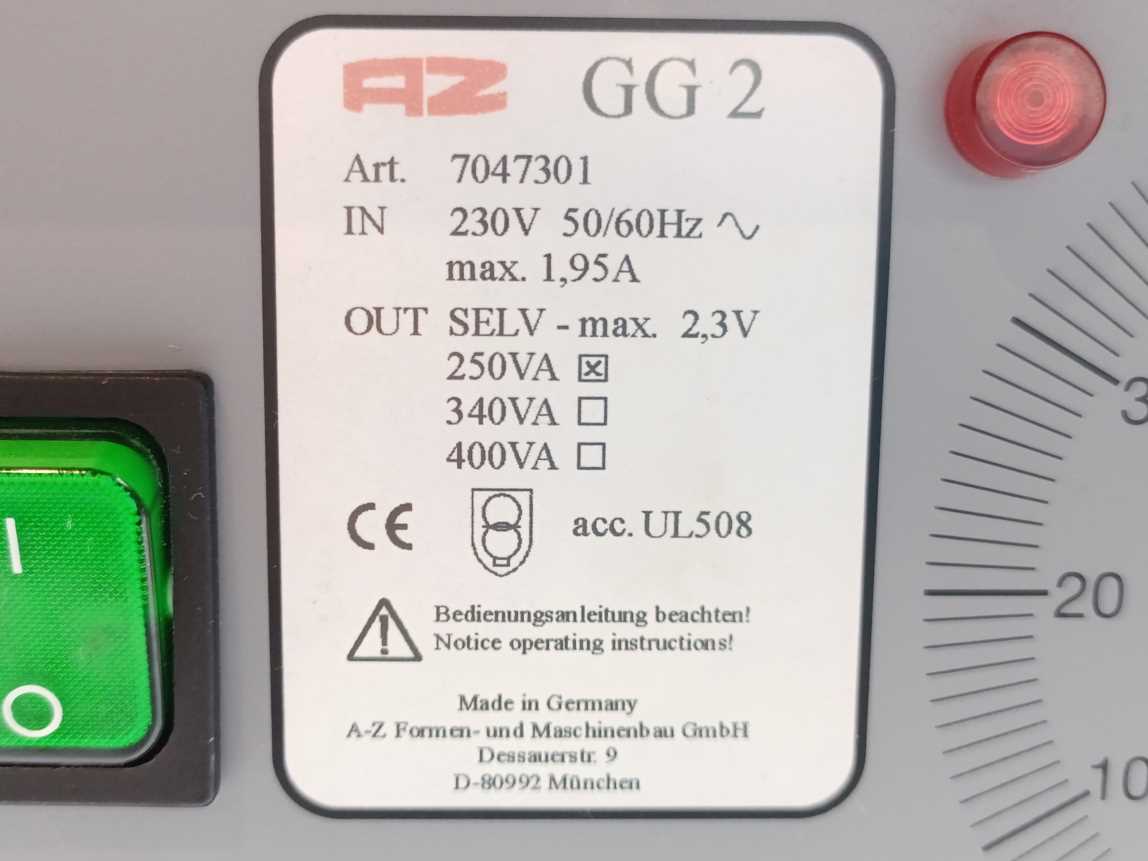 AZ GG 2
Art. 7047301
IN 230V 50/60Hz ∿
max. 1,95A
OUT SELV - max. 2,3V
250VA ☒
340VA ☐
400VA ☐
CE acc. UL508
Bedienungsanleitung beachten!
Notice operating instructions!
Made in Germany
A-Z Formen- und Maschinenbau GmbH
Dessauerstr. 9
D-80992 München
I
O
3
20
10